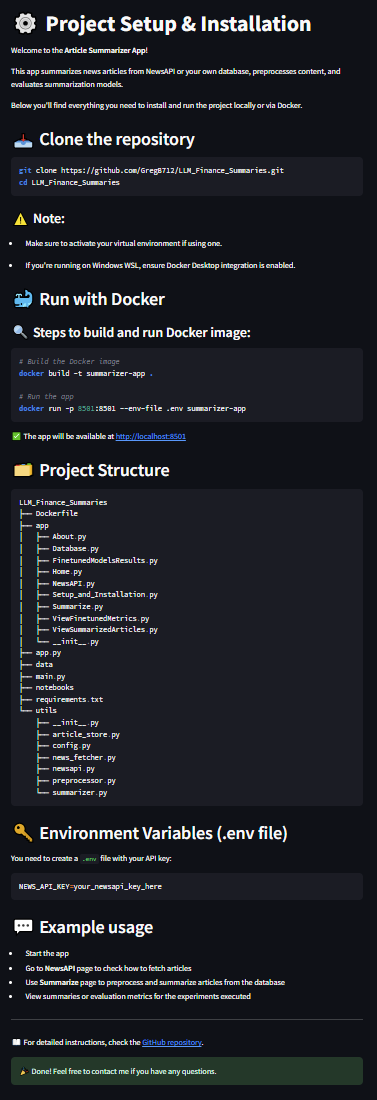 Project Setup & Installation
Welcome to the Article Summarizer App!
This app summarizes news articles from NewsAPI or your own database, preprocesses content, and
evaluates summarization models.
Below you'll find everything you need to install and run the project locally or via Docker.
Clone the repository
git clone https://github.com/GregB712/LLM_Finance_Summaries.git
cd LLM_Finance_Summaries
Note:
• Make sure to activate your virtual environment if using one.
• If you're running on Windows WSL, ensure Docker Desktop integration is enabled.
Run with Docker
Steps to build and run Docker image:
# Build the Docker image
docker build -t summarizer-app .
# Run the app
docker run -p 8501:8501 --env-file .env summarizer-app
The app will be available at http://localhost:8501
Project Structure
LLM_Finance_Summaries
├── Dockerfile
├── app
│   ├── About.py
│   ├── Database.py
│   ├── FinetunedModelsResults.py
│   ├── Home.py
│   ├── NewsAPI.py
│   ├── Setup_and_Installation.py
│   ├── Summarize.py
│   ├── ViewFinetunedMetrics.py
│   ├── ViewSummarizedArticles.py
│   └── __init__.py
├── app.py
├── data
├── main.py
├── notebooks
├── requirements.txt
└── utils
    ├── __init__.py
    ├── article_store.py
    ├── config.py
    ├── news_fetcher.py
    ├── newsapi.py
    ├── preprocessor.py
    └── summarizer.py
Environment Variables (.env file)
You need to create a .env file with your API key:
NEWS_API_KEY=your_newsapi_key_here
Example usage
• Start the app
• Go to NewsAPI page to check how to fetch articles
• Use Summarize page to preprocess and summarize articles from the database
• View summaries or evaluation metrics for the experiments executed
For detailed instructions, check the GitHub repository.
Done! Feel free to contact me if you have any questions.